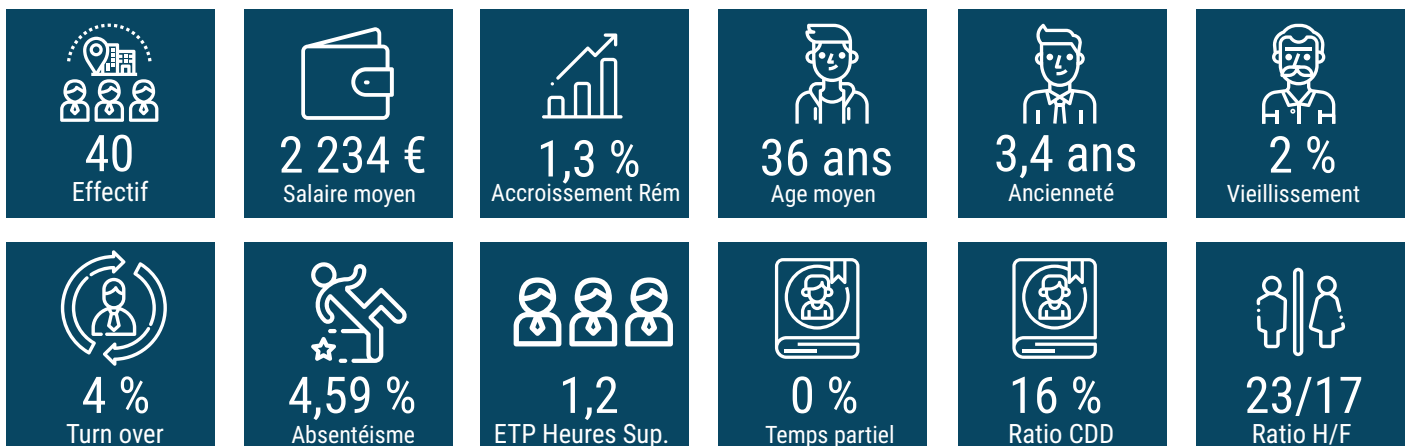 40
Effectif
2 234 €
Salaire moyen
1,3 %
Accroissement Rém
36 ans
Age moyen
3,4 ans
Ancienneté
2 %
Vieillissement
4 %
Turn over
4,59 %
Absentéisme
1,2
ETP Heures Sup.
0 %
Temps partiel
16 %
Ratio CDD
23/17
Ratio H/F